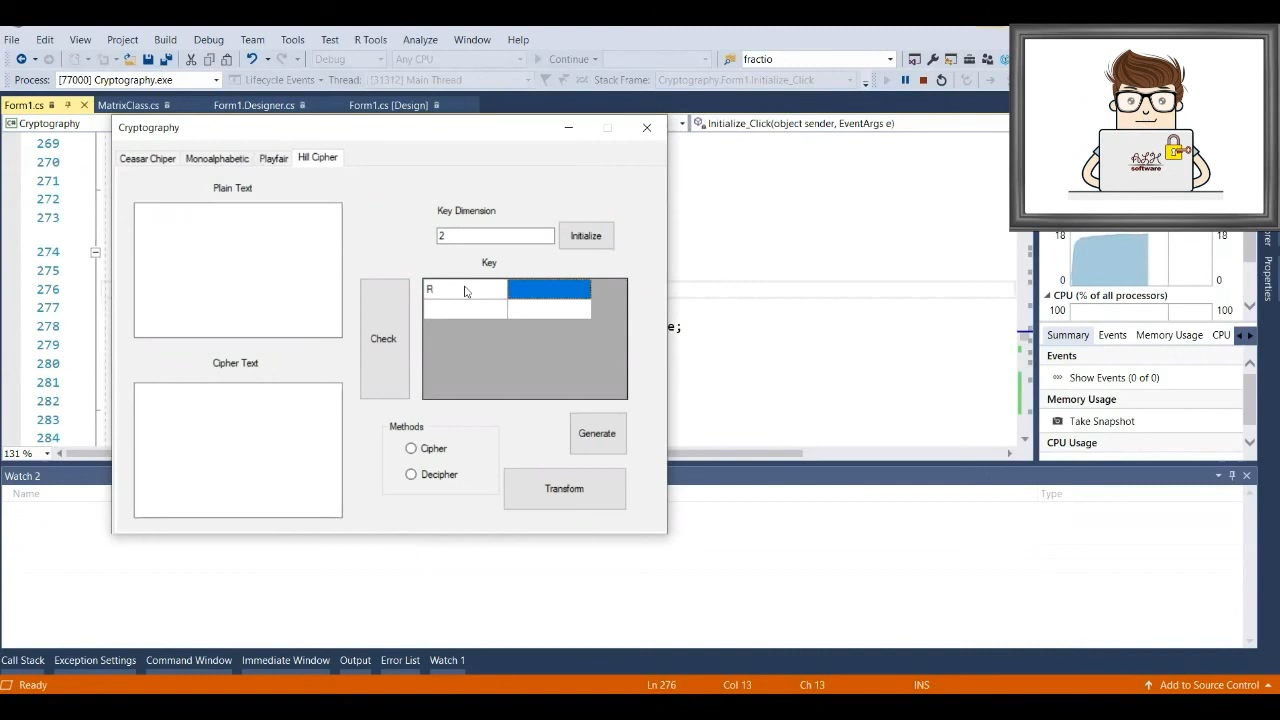 File Edit View Project Build Debug Team Tools Test R Tools Analyze Window Help
Debug Any CPU Continue fractio
Process: [77000] Cryptography.exe Lifecycle Events Thread: [31312] Main Thread Stack Frame: Cryptography.Form1.Initialize_Click
Form1.cs MatrixClass.cs Form1.Designer.cs Form1.cs [Design]
Cryptography Initialize_Click(object sender, EventArgs e)
269
270
271
272
273
274
275
276
277
278 e;
279
280
281
282
283
284
131 %
Cryptography
Ceasar Chiper Monoalphabetic Playfair Hill Cipher
Plain Text
Key Dimension
2 Initialize
Key
R
Check
Cipher Text
Methods
Cipher
Decipher
Generate
Transform
ALH
software
18 18
0 0
CPU (% of all processors)
100 100
Summary Events Memory Usage CPU
Events
Show Events (0 of 0)
Memory Usage
Take Snapshot
CPU Usage
Properties
Watch 2
Name Type
Call Stack Exception Settings Command Window Immediate Window Output Error List Watch 1
Ready Ln 276 Col 13 Ch 13 INS Add to Source Control